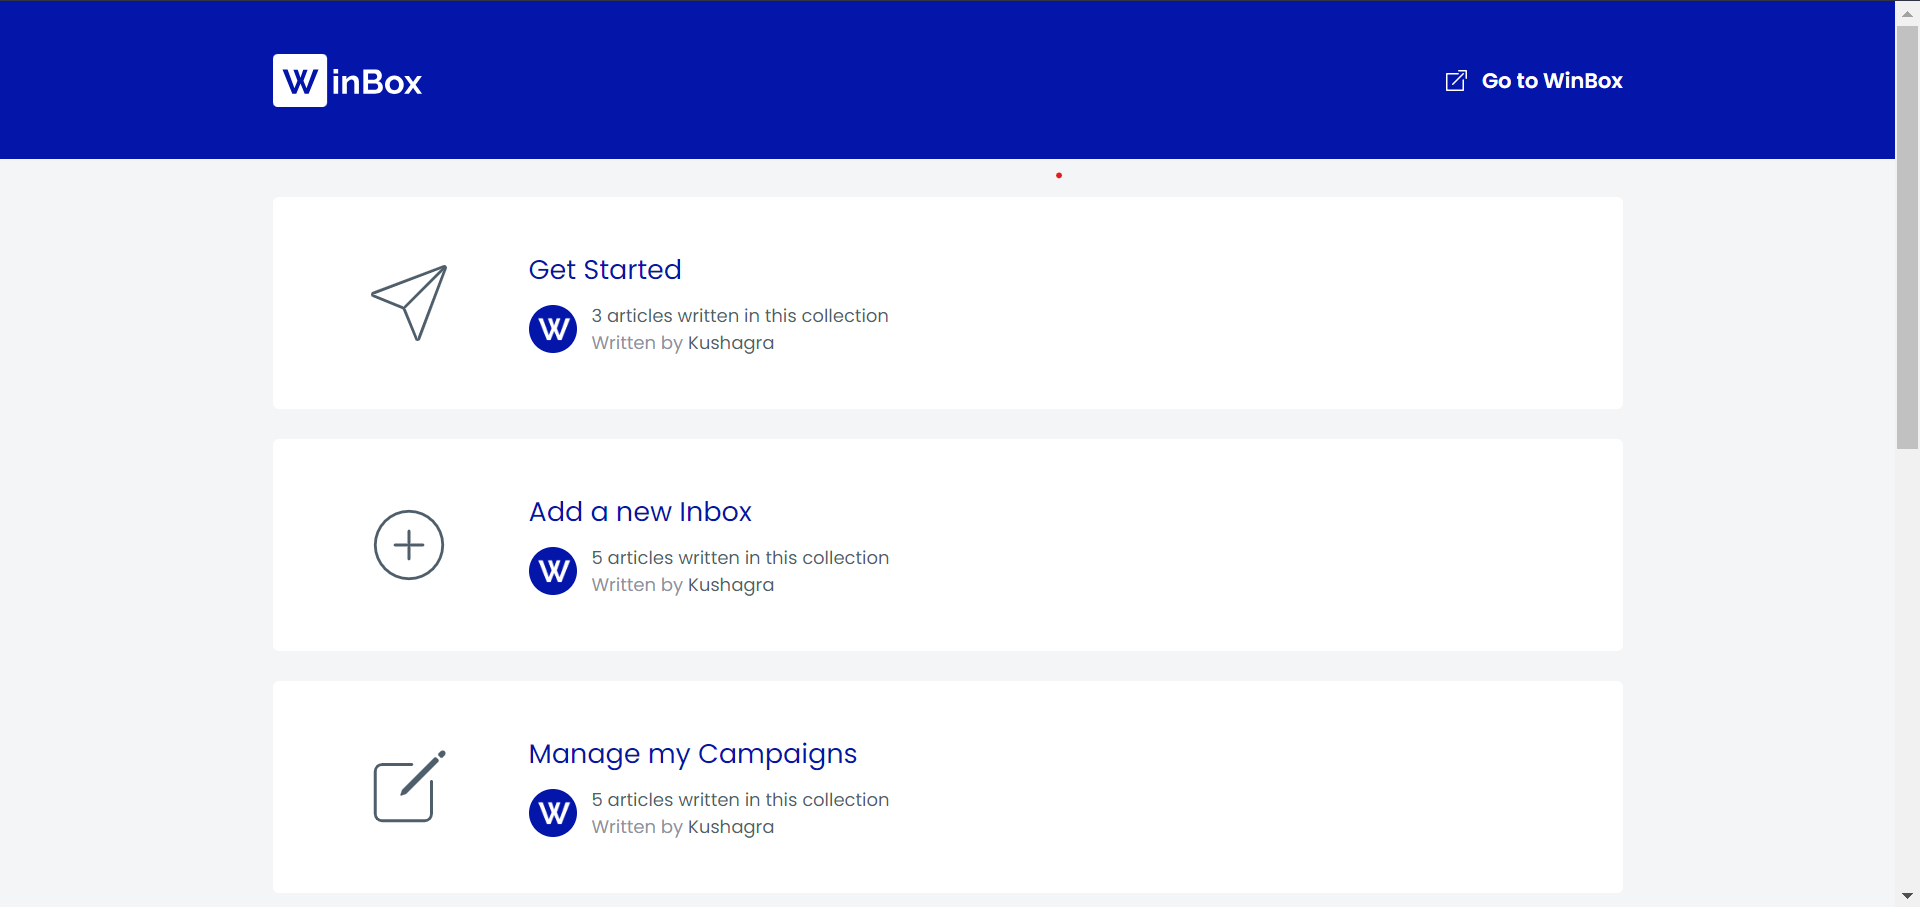 WinBox
Go to WinBox
Get Started
W
3 articles written in this collection
Written by Kushagra
Add a new Inbox
W
5 articles written in this collection
Written by Kushagra
Manage my Campaigns
W
5 articles written in this collection
Written by Kushagra